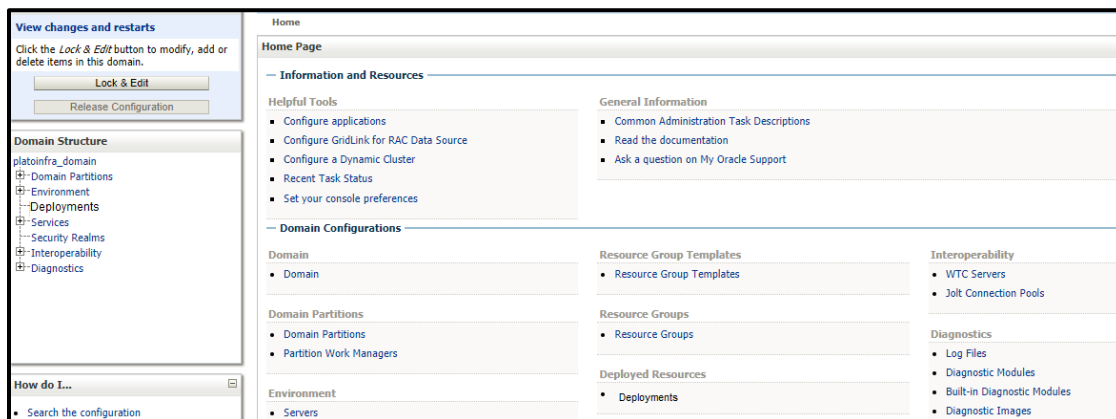 View changes and restarts
Click the Lock & Edit button to modify, add or
delete items in this domain.
Lock & Edit
Release Configuration
Domain Structure
platoinfra_domain
Domain Partitions
Environment
Deployments
Services
Security Realms
Interoperability
Diagnostics
How do I...
Search the configuration
Home
Home Page
Information and Resources
Helpful Tools
Configure applications
Configure GridLink for RAC Data Source
Configure a Dynamic Cluster
Recent Task Status
Set your console preferences
General Information
Common Administration Task Descriptions
Read the documentation
Ask a question on My Oracle Support
Domain Configurations
Domain
Domain
Domain Partitions
Domain Partitions
Partition Work Managers
Environment
Servers
Resource Group Templates
Resource Group Templates
Resource Groups
Resource Groups
Deployed Resources
Deployments
Interoperability
WTC Servers
Jolt Connection Pools
Diagnostics
Log Files
Diagnostic Modules
Built-in Diagnostic Modules
Diagnostic Images